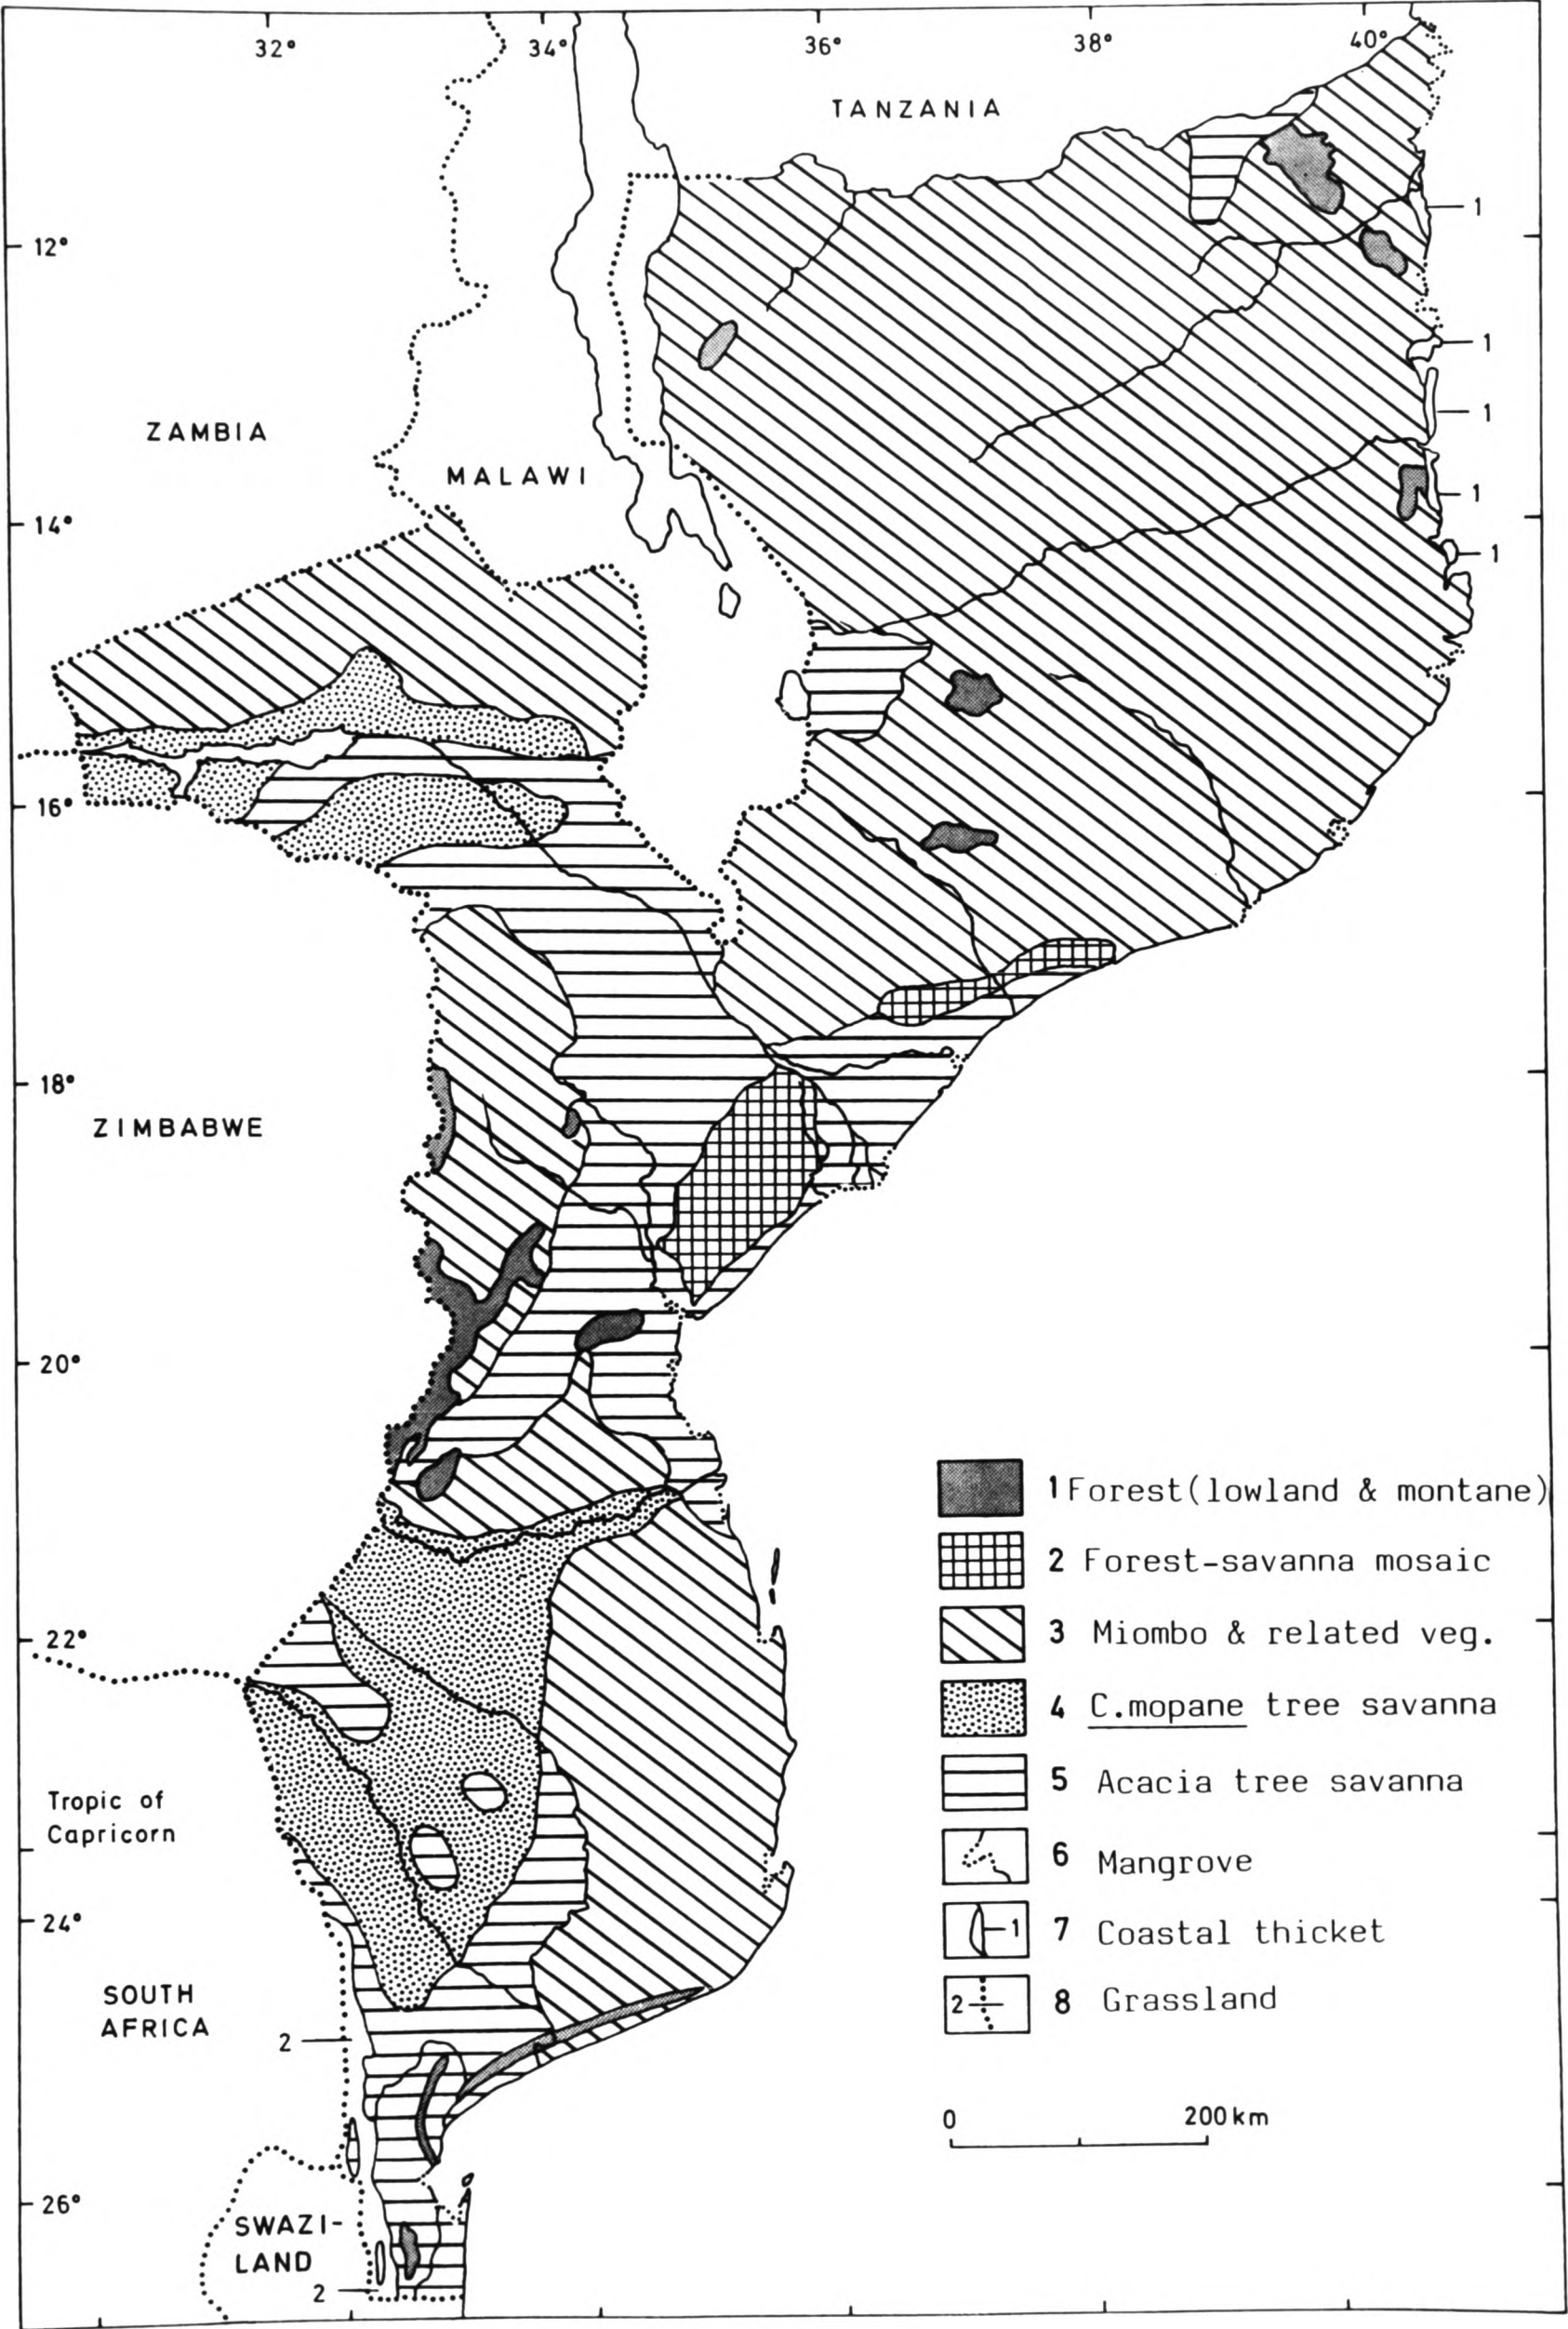 32°
34°
36°
38°
40°
TANZANIA
1
12°
1
ZAMBIA
1
MALAWI
1
14°
1
16°
18°
ZIMBABWE
20°
1 Forest(lowland & montane)
2 Forest-savanna mosaic
22°
3 Miombo & related veg.
4 C.mopane tree savanna
5 Acacia tree savanna
Tropic of
Capricorn
6 Mangrove
24°
1
7 Coastal thicket
SOUTH
AFRICA
2
8 Grassland
2
0
200 km
26°
SWAZI-
LAND
2